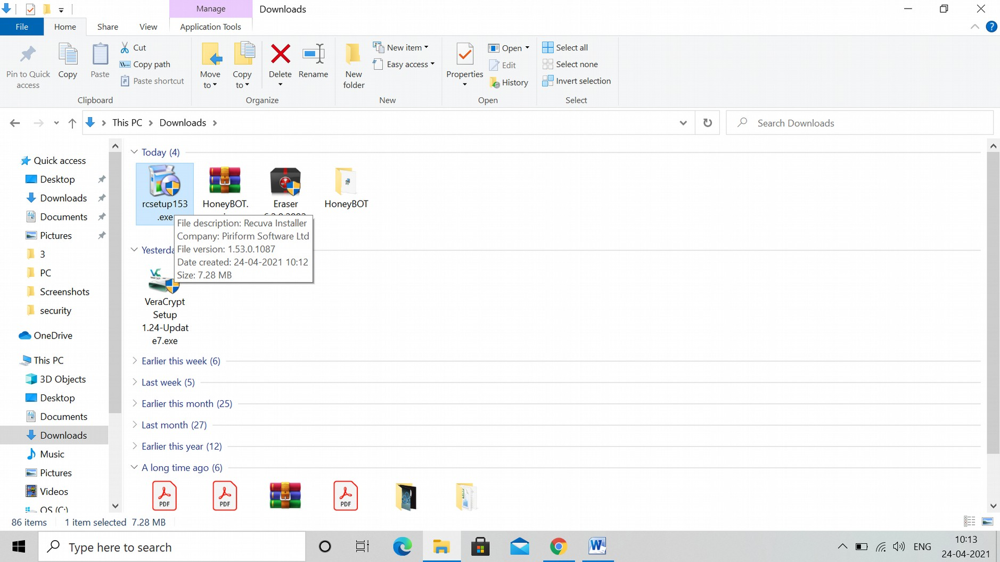 Manage
Downloads
File
Home
Share
View
Application Tools
Pin to Quick
access
Copy
Paste
Cut
Copy path
Paste shortcut
Clipboard
Move
to
Copy
to
Delete
Rename
Organize
New
folder
New item
Easy access
New
Properties
Open
Edit
History
Open
Select all
Select none
Invert selection
Select
This PC
Downloads
Search Downloads
Quick access
Desktop
Downloads
Documents
Pictures
3
PC
Screenshots
security
OneDrive
This PC
3D Objects
Desktop
Documents
Downloads
Music
Pictures
Videos
OS (C:)
Today (4)
rcsetup153
.exe
HoneyBOT.
Eraser
HoneyBOT
File description: Recuva Installer
Company: Piriform Software Ltd
File version: 1.53.0.1087
Date created: 24-04-2021 10:12
Size: 7.28 MB
VC
VeraCrypt
Setup
1.24-Updat
e7.exe
Earlier this week (6)
Last week (5)
Earlier this month (25)
Last month (27)
Earlier this year (12)
A long time ago (6)
PDF
PDF
PDF
86 items
1 item selected 7.28 MB
Type here to search
W
ENG
10:13
24-04-2021